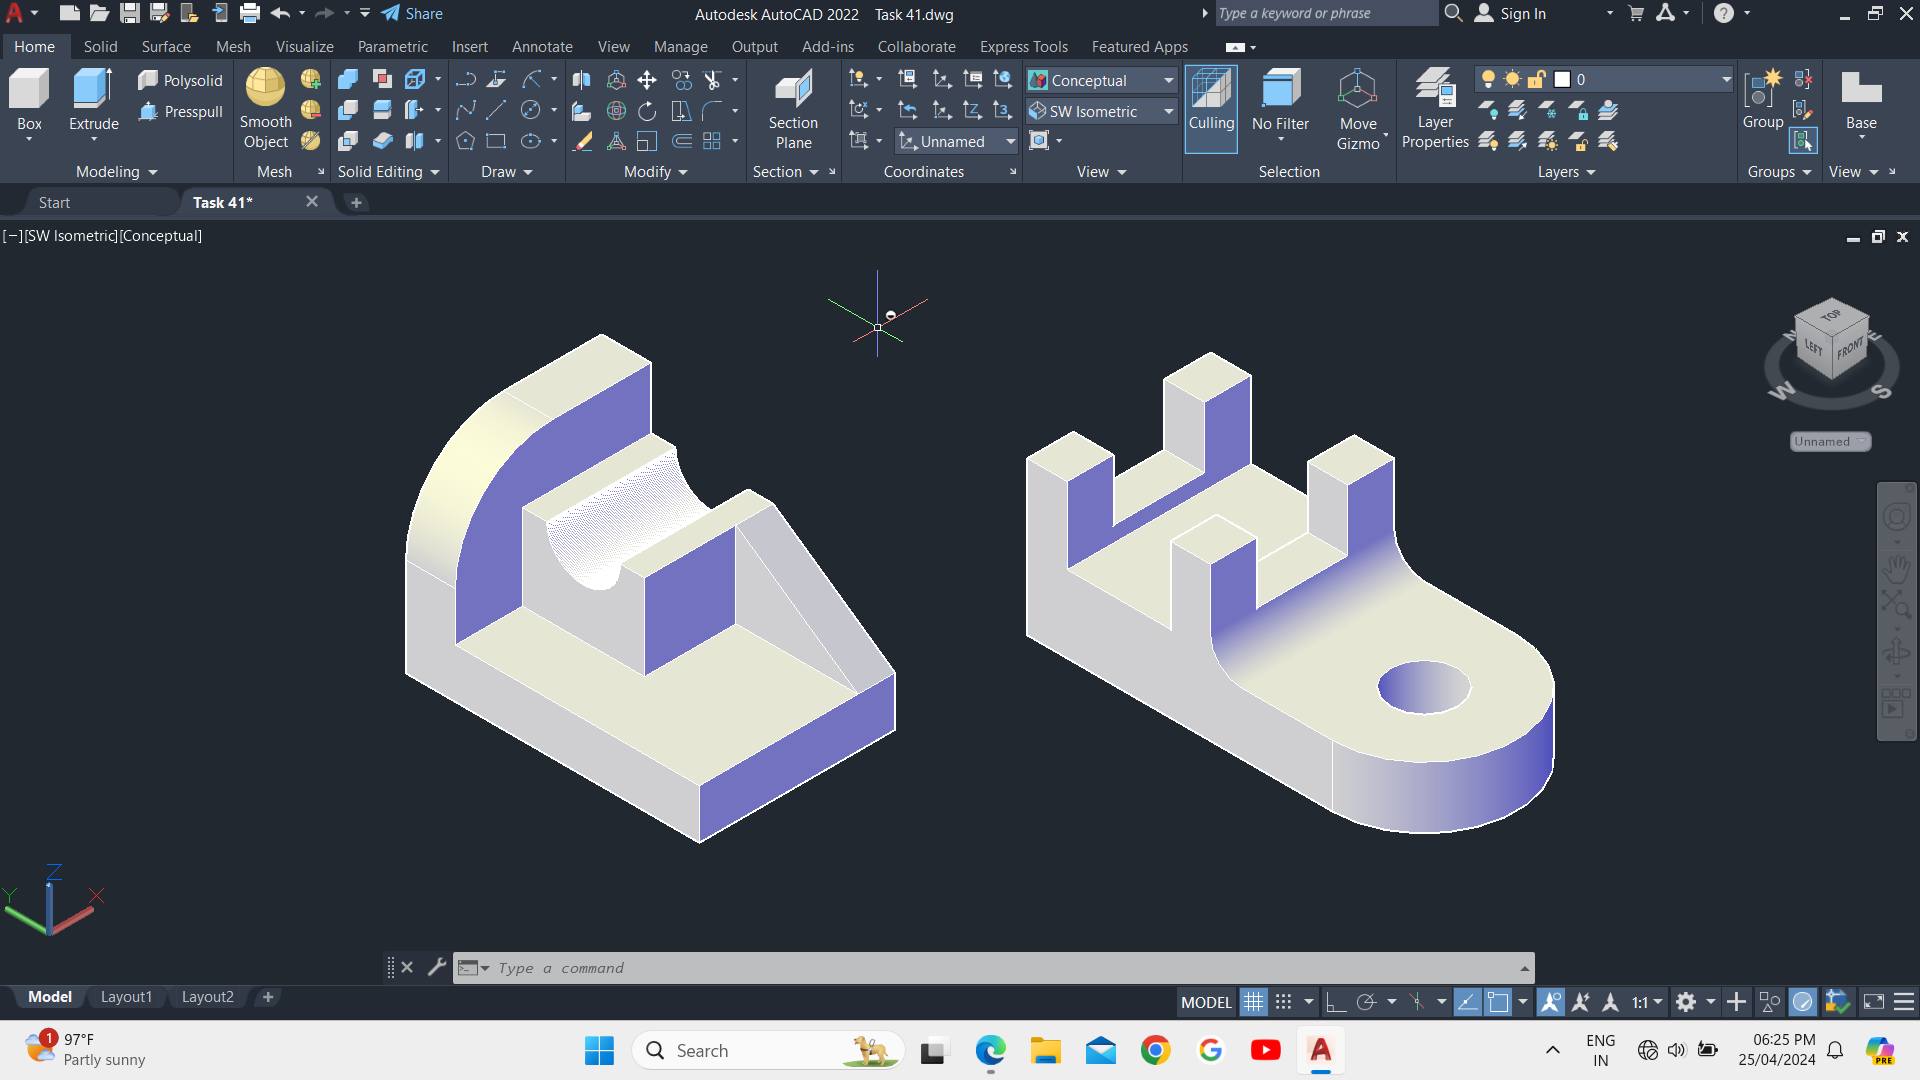 Share
Autodesk AutoCAD 2022 Task 41.dwg
Type a keyword or phrase
Sign In
Home Solid Surface Mesh Visualize Parametric Insert Annotate View Manage Output Add-ins Collaborate Express Tools Featured Apps
Box
Extrude
Polysolid
Presspull
Modeling
Smooth
Object
Mesh
Solid Editing
Draw
Modify
Section
Plane
Section
Unnamed
Coordinates
Conceptual
SW Isometric
View
Culling
No Filter
Move
Gizmo
Selection
Layer
Properties
0
Layers
Group
Groups
Base
View
Start
Task 41*
[−][SW Isometric][Conceptual]
TOP
LEFT
FRONT
N
E
W
S
Unnamed
Z
Y
X
Type a command
Model
Layout1
Layout2
MODEL
1:1
1
97°F
Partly sunny
Search
ENG
IN
06:25 PM
25/04/2024
PRE